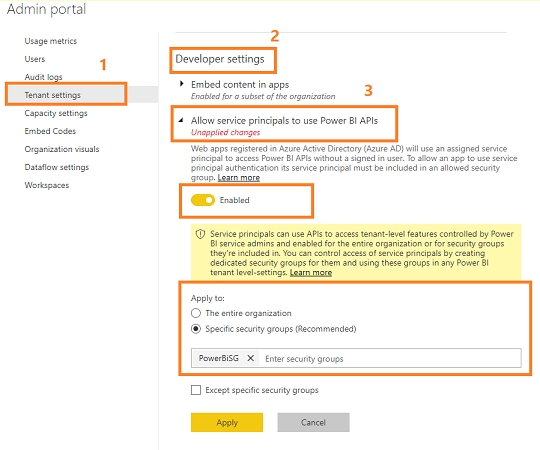 Admin portal
Usage metrics
Users
Audit logs
Tenant settings
Capacity settings
Embed Codes
Organization visuals
Dataflow settings
Workspaces
1
2
Developer settings
Embed content in apps
Enabled for a subset of the organization
3
Allow service principals to use Power BI APIs
Unapplied changes
Web apps registered in Azure Active Directory (Azure AD) will use an assigned service
principal to access Power BI APIs without a signed in user. To allow an app to use service
principal authentication its service principal must be included in an allowed security
group. Learn more
Enabled
Service principals can use APIs to access tenant-level features controlled by Power
BI service admins and enabled for the entire organization or for security groups
they're included in. You can control access of service principals by creating
dedicated security groups for them and using these groups in any Power BI
tenant level-settings. Learn more
Apply to:
The entire organization
Specific security groups (Recommended)
PowerBiSG X Enter security groups
Except specific security groups
Apply Cancel